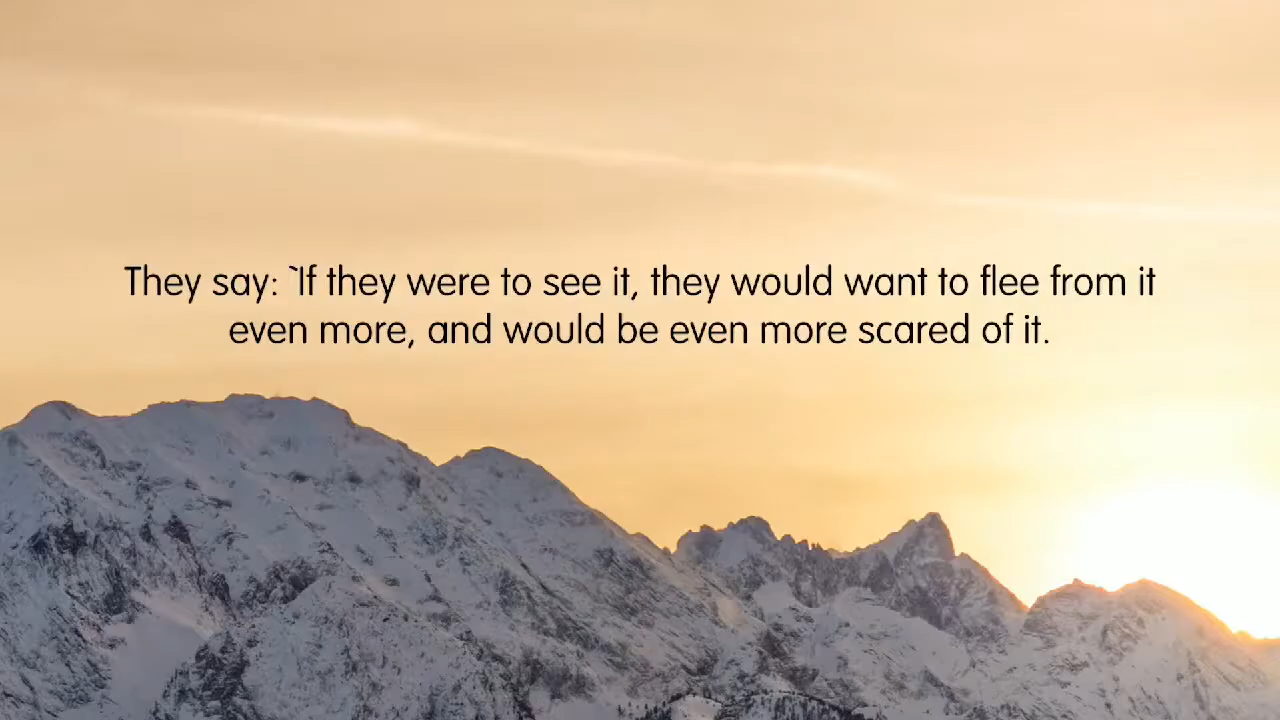 They say: `If they were to see it, they would want to flee from it
even more, and would be even more scared of it.